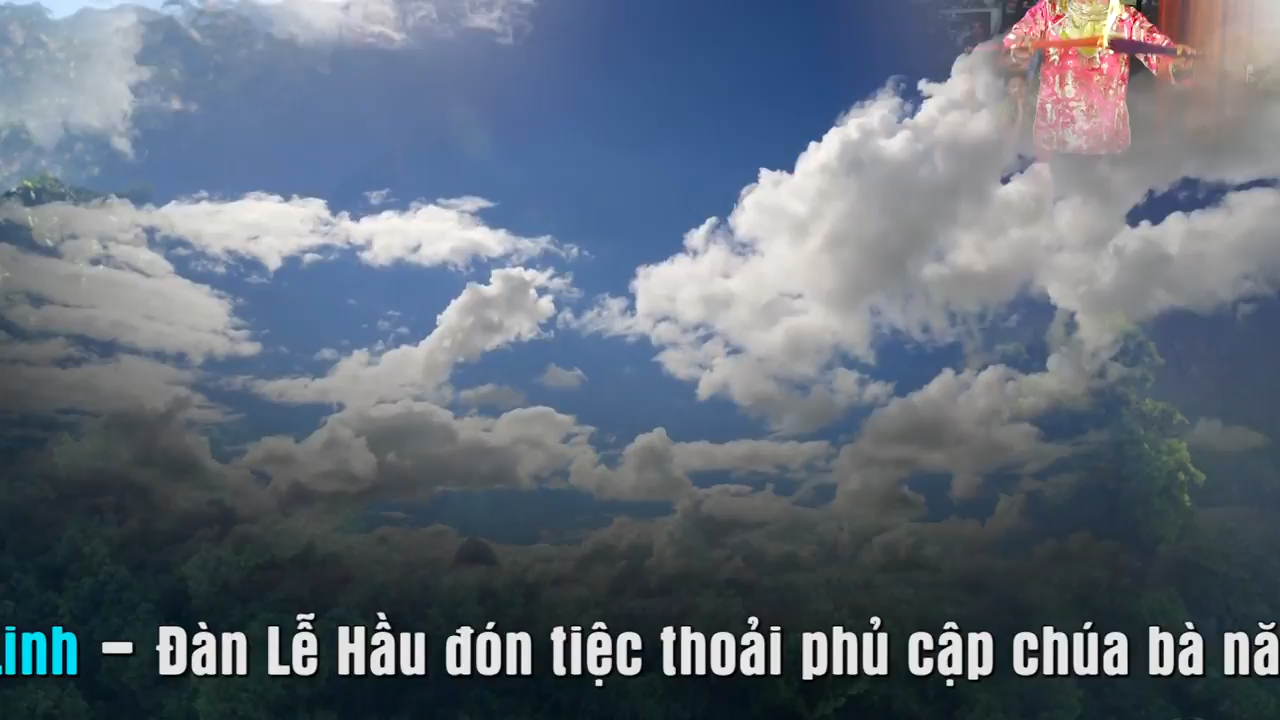 Linh – Đàn Lễ Hầu đón tiệc thoải phủ cập chúa bà nă